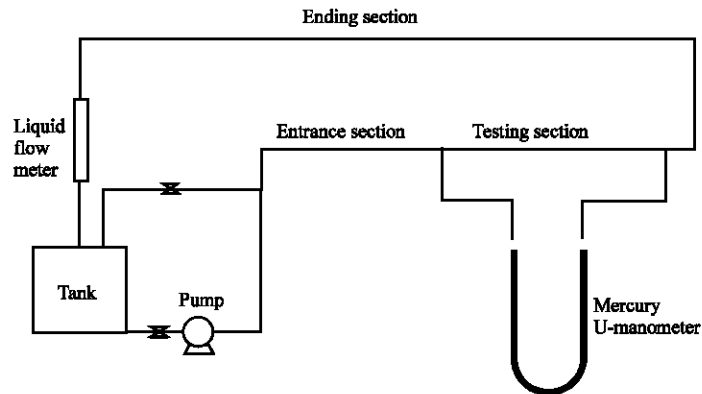 Ending section
Liquid
flow
meter
Entrance section
Testing section
Tank
Pump
Mercury
U-manometer